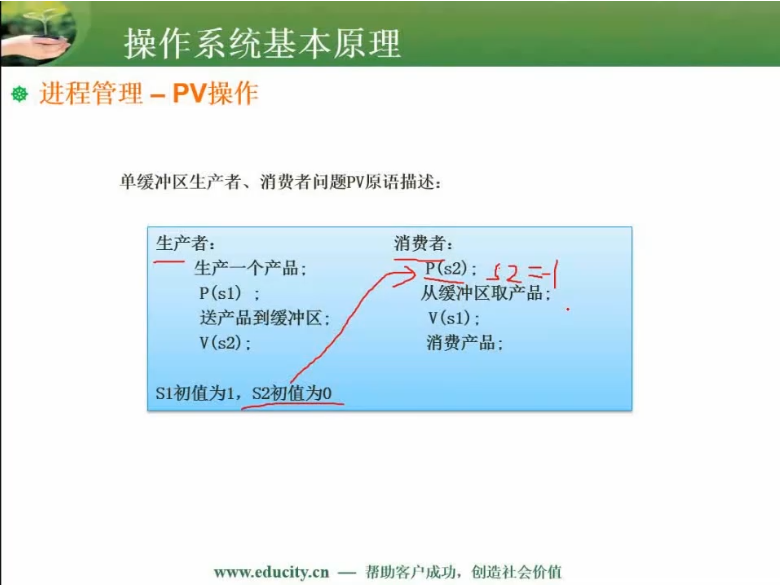 操作系统基本原理
进程管理 – PV操作
单缓冲区生产者、消费者问题PV原语描述：
生产者：
生产一个产品；
P(s1) ；
送产品到缓冲区；
V(s2)；
消费者：
P(s2)； s2=-1
从缓冲区取产品；
V(s1)；
消费产品；
S1初值为1，S2初值为0
www.educity.cn — 帮助客户成功，创造社会价值